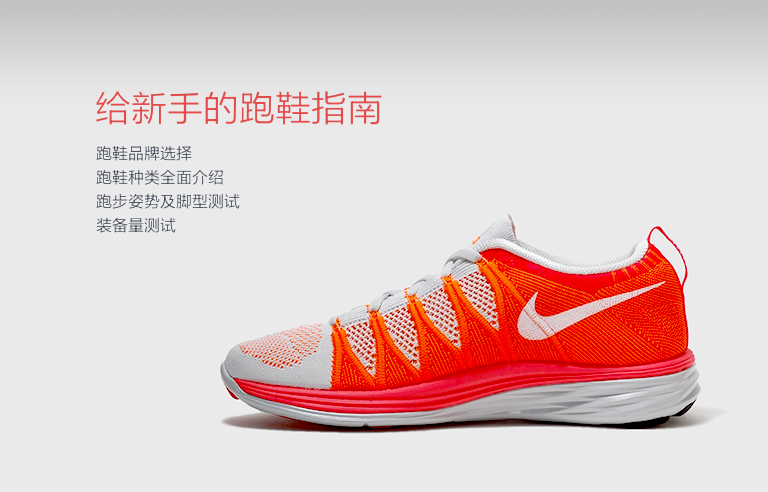 给新手的跑鞋指南
跑鞋品牌选择
跑鞋种类全面介绍
跑步姿势及脚型测试
装备量测试